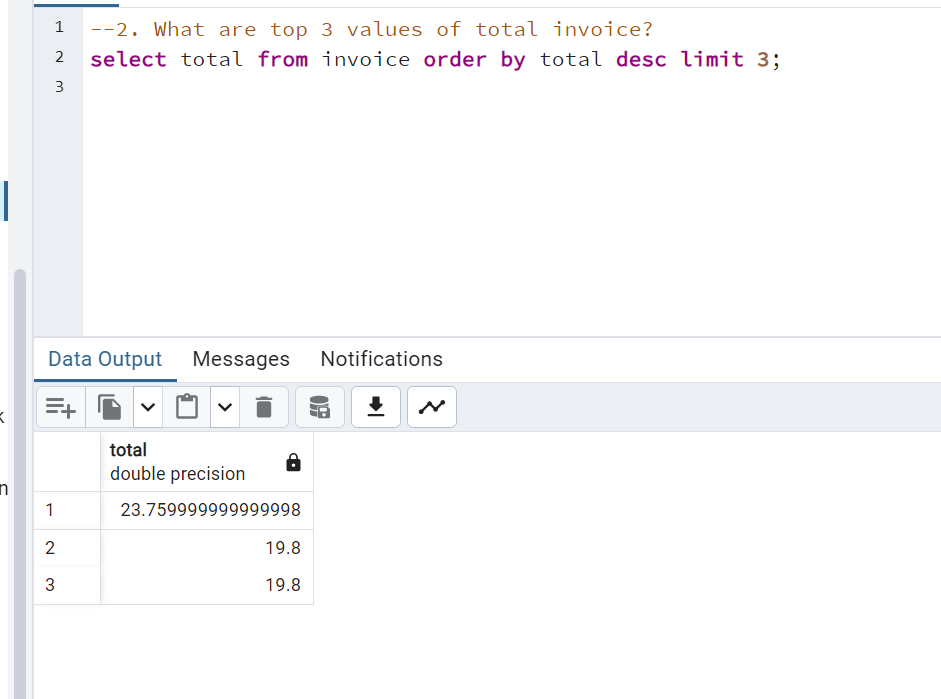 1 --2. What are top 3 values of total invoice?
2 select total from invoice order by total desc limit 3;
3
Data Output Messages Notifications
k
n
total
double precision
1 23.759999999999998
2 19.8
3 19.8